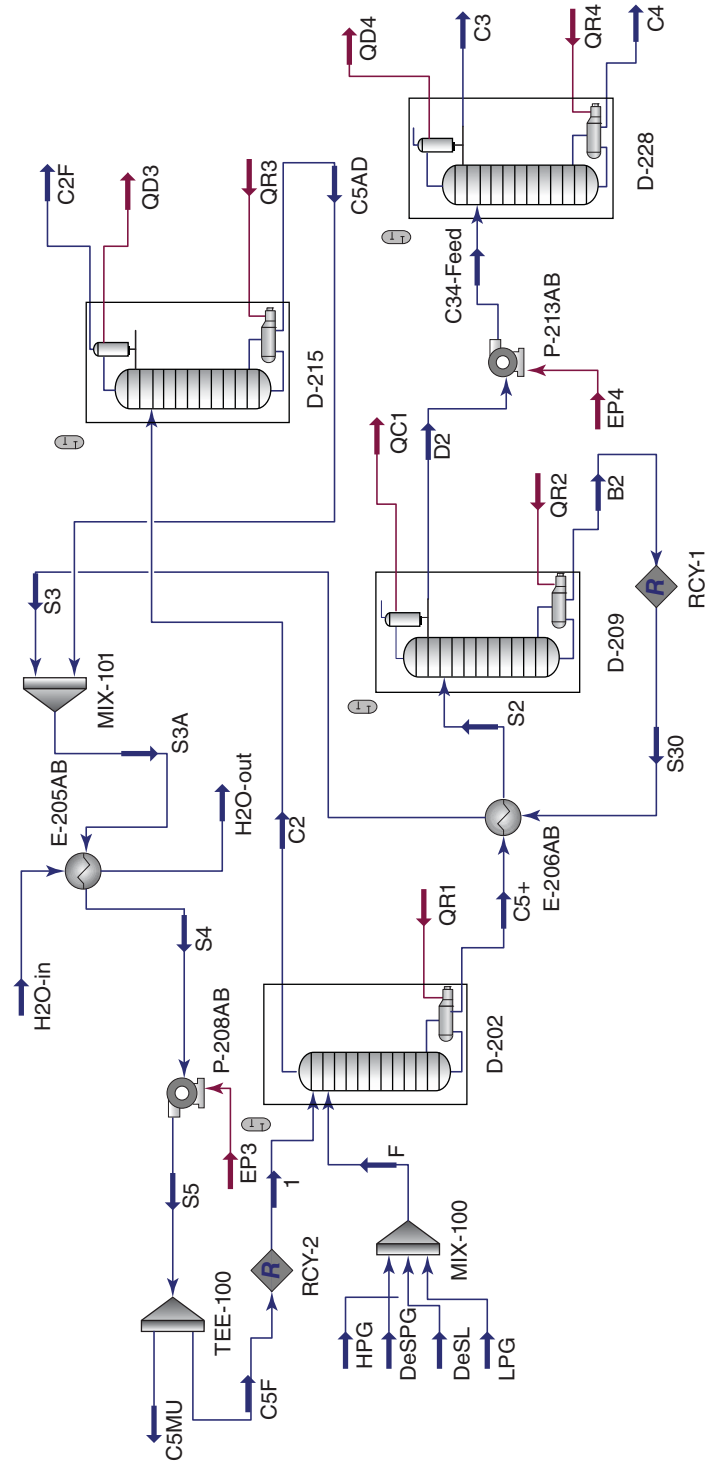 C5MU
TEE-100
C5F
S5
RCY-2
1
EP3
P-208AB
S4
H2O-in
E-205AB
H2O-out
S3A
MIX-101
S3
HPG
DeSPG
DeSL
LPG
MIX-100
F
D-202
QR1
C2
C5+
E-206AB
S2
S30
RCY-1
D-209
B2
QR2
QC1
D2
EP4
P-213AB
C34-Feed
D-215
C2F
QD3
QR3
C5AD
D-228
QD4
C3
QR4
C4
R
R
T
T
T
T
T
T
T
T